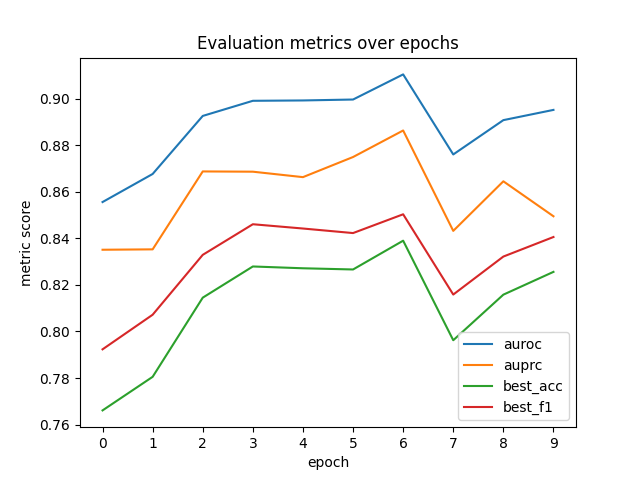 Evaluation metrics over epochs
metric score
0.90
0.88
0.86
0.84
0.82
0.80
0.78
0.76
0 1 2 3 4 5 6 7 8 9
epoch
auroc
auprc
best_acc
best_f1